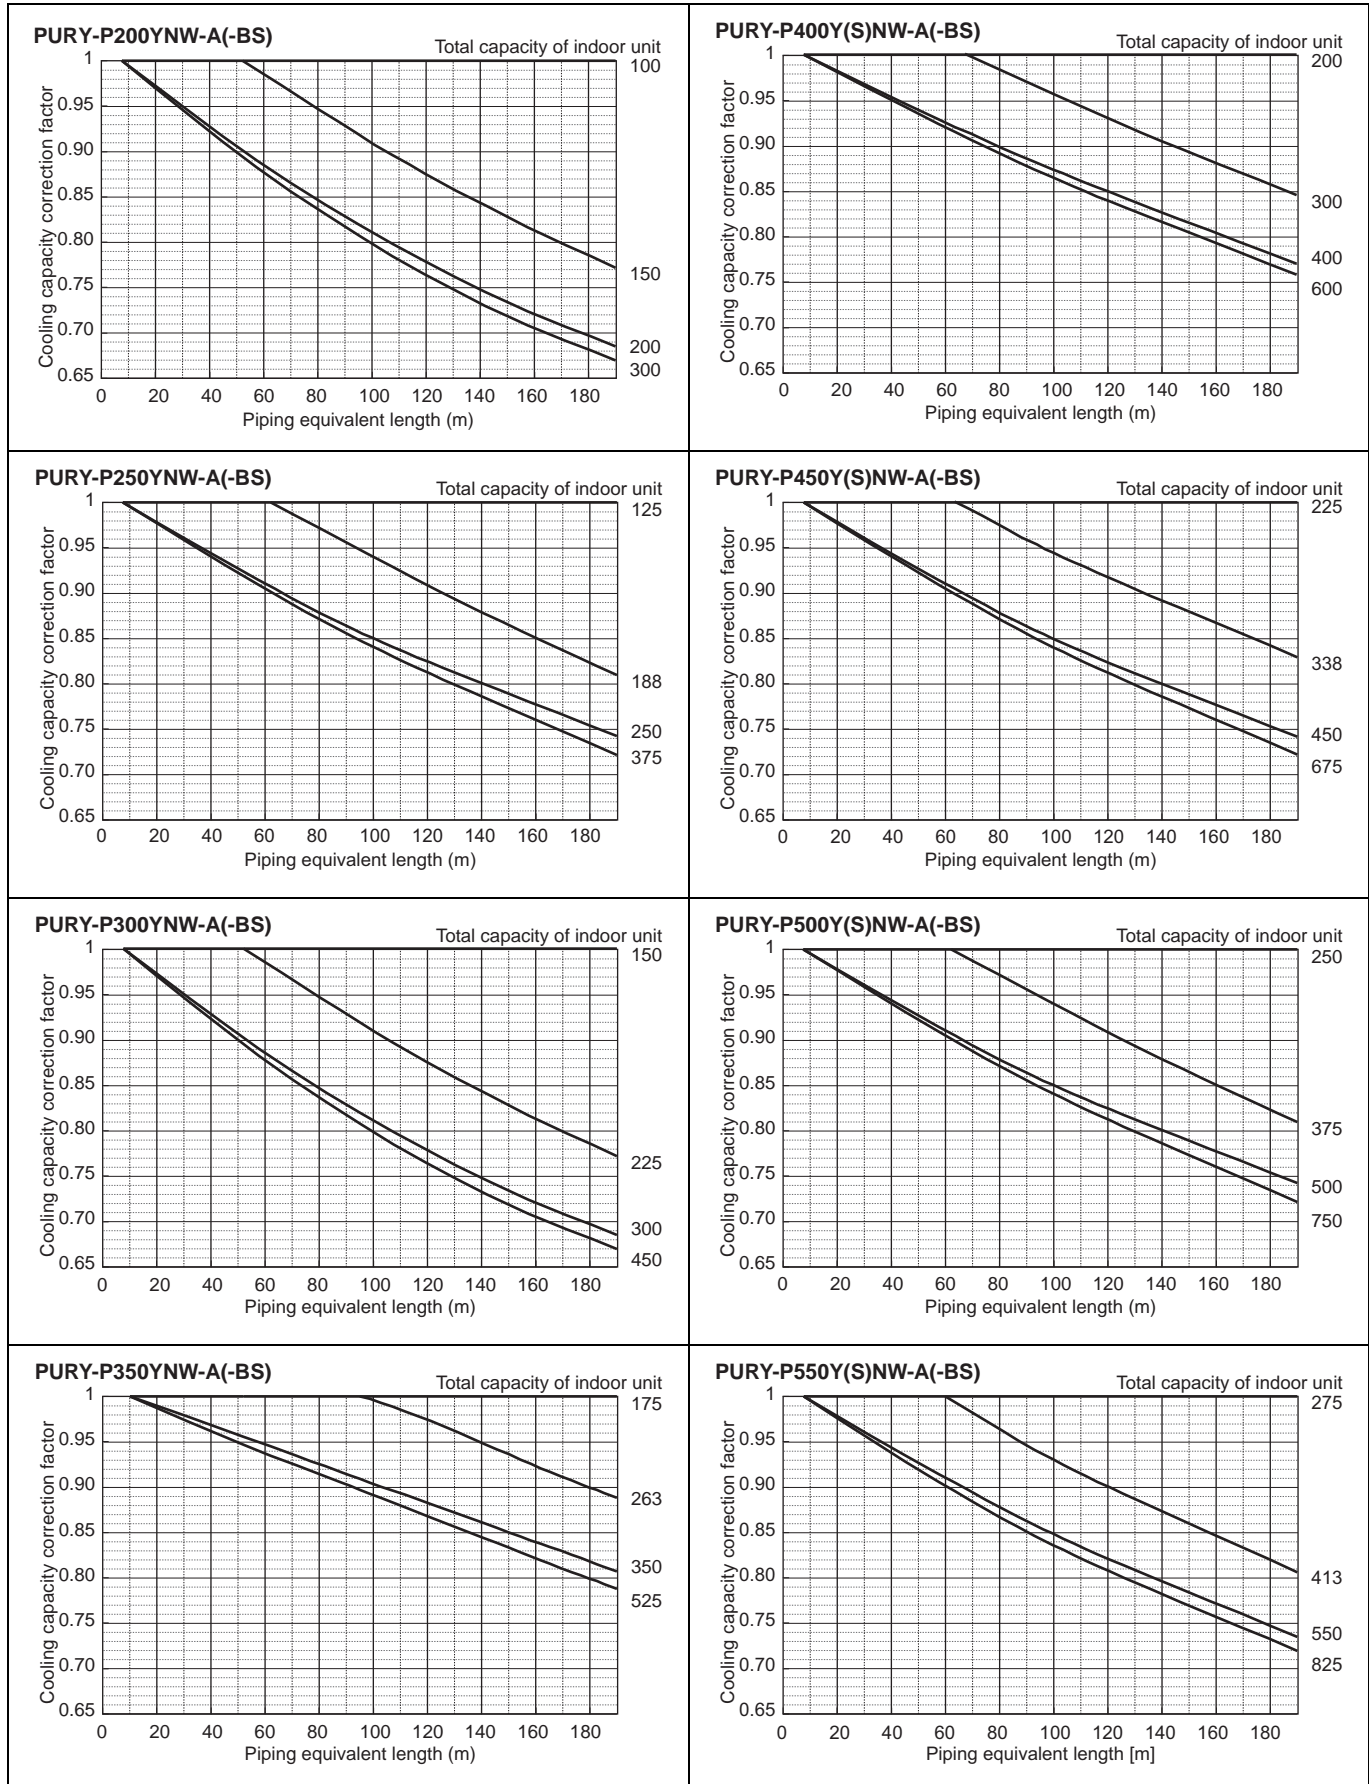 PURY-P200YNW-A(-BS)
Total capacity of indoor unit
Cooling capacity correction factor
1
0.95
0.90
0.85
0.80
0.75
0.70
0.65
100
150
200
300
0 20 40 60 80 100 120 140 160 180
Piping equivalent length (m)
PURY-P400Y(S)NW-A(-BS)
Total capacity of indoor unit
Cooling capacity correction factor
1
0.95
0.90
0.85
0.80
0.75
0.70
0.65
200
300
400
600
0 20 40 60 80 100 120 140 160 180
Piping equivalent length (m)
PURY-P250YNW-A(-BS)
Total capacity of indoor unit
Cooling capacity correction factor
1
0.95
0.90
0.85
0.80
0.75
0.70
0.65
125
188
250
375
0 20 40 60 80 100 120 140 160 180
Piping equivalent length (m)
PURY-P450Y(S)NW-A(-BS)
Total capacity of indoor unit
Cooling capacity correction factor
1
0.95
0.90
0.85
0.80
0.75
0.70
0.65
225
338
450
675
0 20 40 60 80 100 120 140 160 180
Piping equivalent length (m)
PURY-P300YNW-A(-BS)
Total capacity of indoor unit
Cooling capacity correction factor
1
0.95
0.90
0.85
0.80
0.75
0.70
0.65
150
225
300
450
0 20 40 60 80 100 120 140 160 180
Piping equivalent length (m)
PURY-P500Y(S)NW-A(-BS)
Total capacity of indoor unit
Cooling capacity correction factor
1
0.95
0.90
0.85
0.80
0.75
0.70
0.65
250
375
500
750
0 20 40 60 80 100 120 140 160 180
Piping equivalent length (m)
PURY-P350YNW-A(-BS)
Total capacity of indoor unit
Cooling capacity correction factor
1
0.95
0.90
0.85
0.80
0.75
0.70
0.65
175
263
350
525
0 20 40 60 80 100 120 140 160 180
Piping equivalent length (m)
PURY-P550Y(S)NW-A(-BS)
Total capacity of indoor unit
Cooling capacity correction factor
1
0.95
0.90
0.85
0.80
0.75
0.70
0.65
275
413
550
825
0 20 40 60 80 100 120 140 160 180
Piping equivalent length [m]